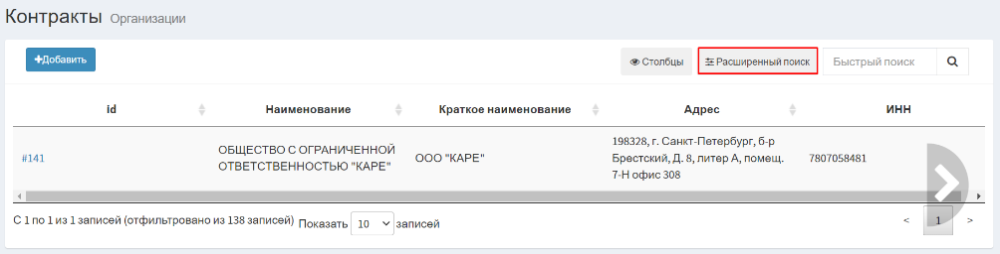 Контракты Организации
+Добавить
Столбцы
Расширенный поиск
Быстрый поиск
id Наименование Краткое наименование Адрес ИНН
#141
ОБЩЕСТВО С ОГРАНИЧЕННОЙ
ОТВЕТСТВЕННОСТЬЮ "КАРЕ"
ООО "КАРЕ"
198328, г. Санкт-Петербург, б-р
Брестский, Д. 8, литер А, помещ.
7-Н офис 308
7807058481
С 1 по 1 из 1 записей (отфильтровано из 138 записей) Показать 10 записей
< 1 >